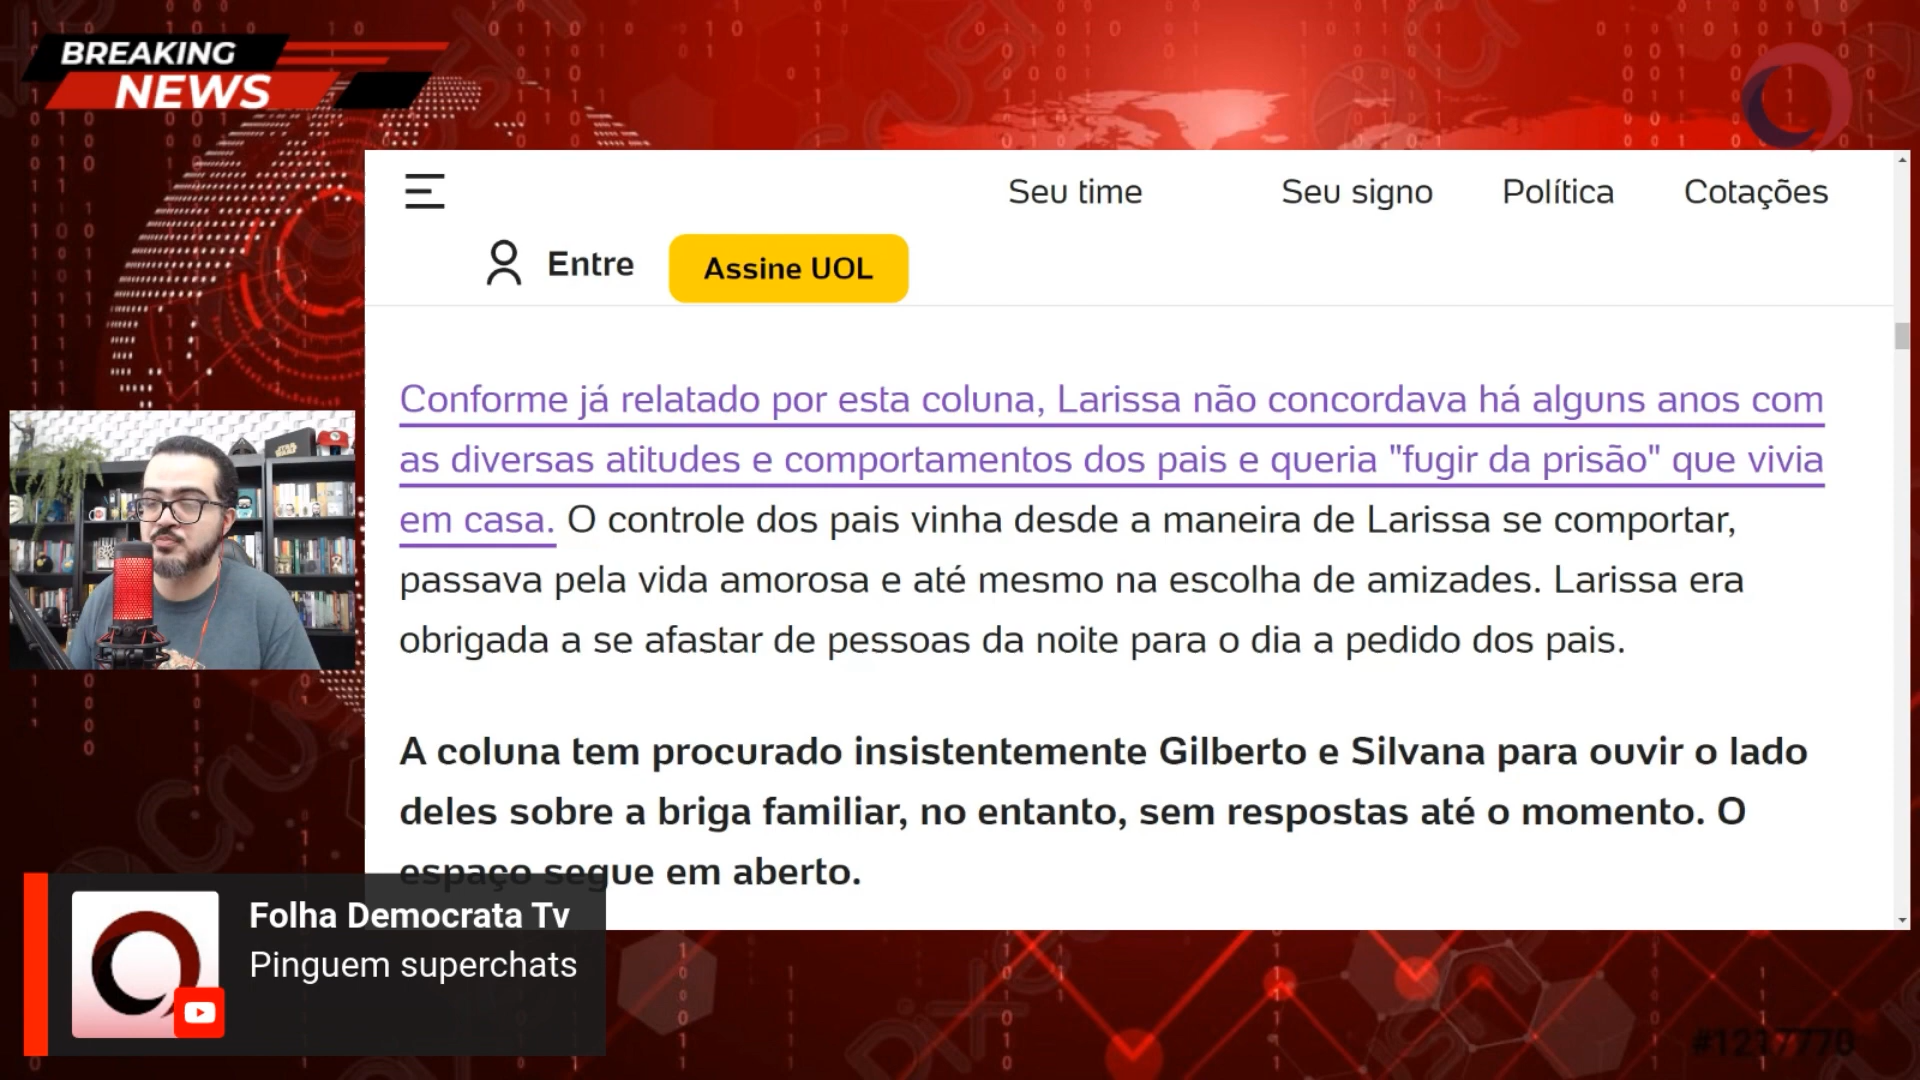 BREAKING
NEWS
Seu time
Seu signo
Política
Cotações
Entre
Assine UOL
Conforme já relatado por esta coluna, Larissa não concordava há alguns anos com
as diversas atitudes e comportamentos dos pais e queria "fugir da prisão" que vivia
em casa. O controle dos pais vinha desde a maneira de Larissa se comportar,
passava pela vida amorosa e até mesmo na escolha de amizades. Larissa era
obrigada a se afastar de pessoas da noite para o dia a pedido dos pais.
A coluna tem procurado insistentemente Gilberto e Silvana para ouvir o lado
deles sobre a briga familiar, no entanto, sem respostas até o momento. O
espaço segue em aberto.
Folha Democrata Tv
Pinguem superchats